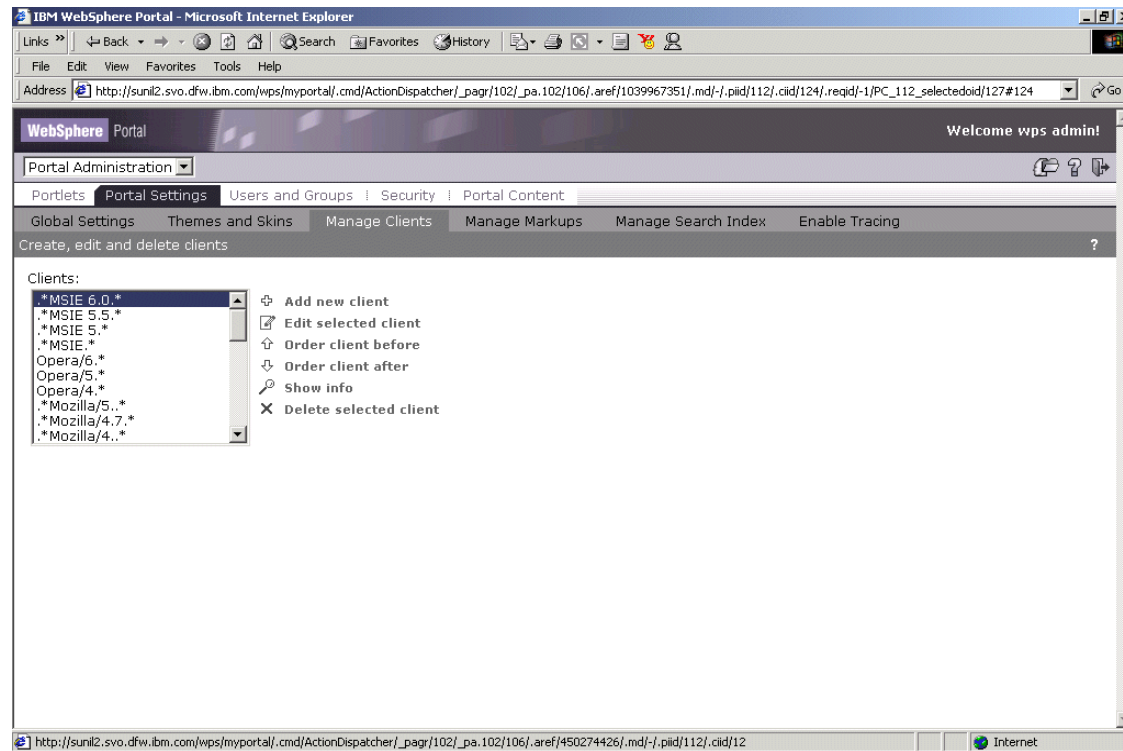 IBM WebSphere Portal - Microsoft Internet Explorer
Links » Back Search Favorites History
File Edit View Favorites Tools Help
Address http://sunil2.svo.dfw.ibm.com/wps/myportal/.cmd/ActionDispatcher/_pagr/102/_pa.102/106/.aref/1039967351/.md/-/.piid/112/.ciid/124/.reqid/-1/PC_112_selectedoid/127#124 Go
WebSphere Portal Welcome wps admin!
Portal Administration
Portlets Portal Settings Users and Groups Security Portal Content
Global Settings Themes and Skins Manage Clients Manage Markups Manage Search Index Enable Tracing
Create, edit and delete clients ?
Clients:
.*MSIE 6.0.*
.*MSIE 5.5.*
.*MSIE 5.*
.*MSIE.*
Opera/6.*
Opera/5.*
Opera/4.*
.*Mozilla/5..*
.*Mozilla/4.7.*
.*Mozilla/4..*
Add new client
Edit selected client
Order client before
Order client after
Show info
Delete selected client
http://sunil2.svo.dfw.ibm.com/wps/myportal/.cmd/ActionDispatcher/_pagr/102/_pa.102/106/.aref/450274426/.md/-/.piid/112/.ciid/12 Internet